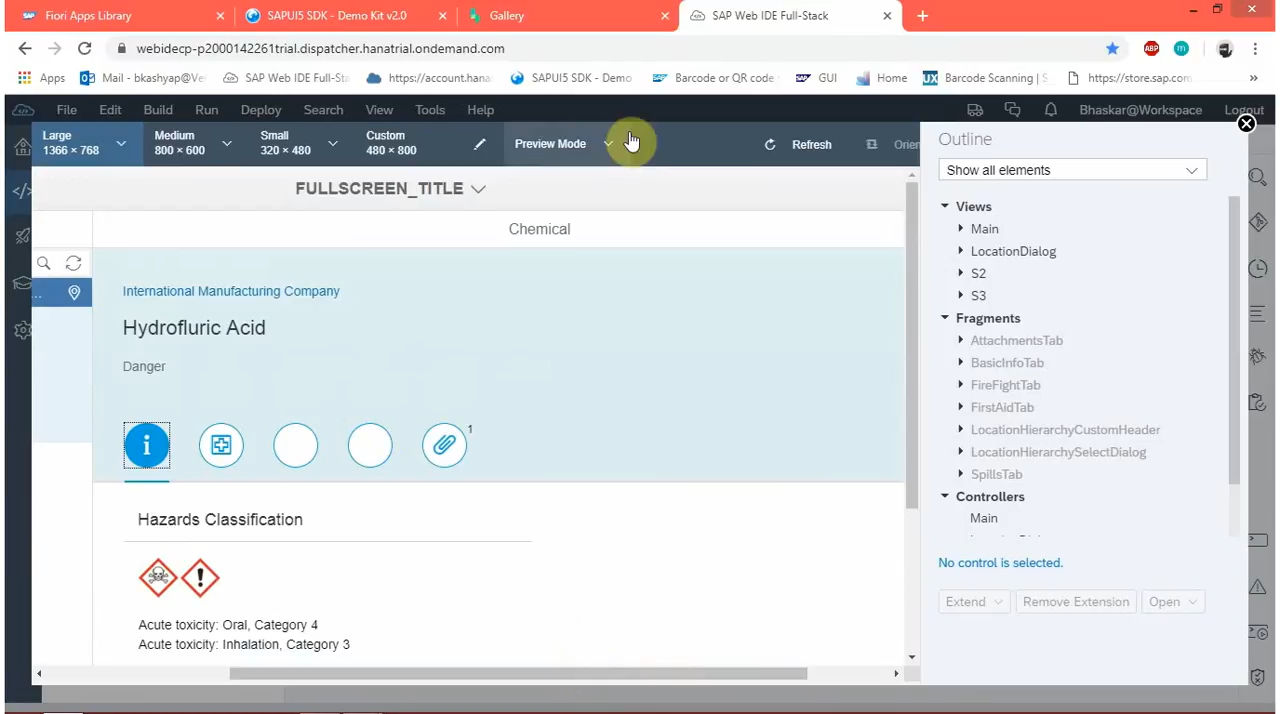 Fiori Apps Library
SAPUI5 SDK - Demo Kit v2.0
Gallery
SAP Web IDE Full-Stack
webidecp-p2000142261trial.dispatcher.hanatrial.ondemand.com
ABP
Apps
Mail - bkashyap@Ve
SAP Web IDE Full-Sta
https://account.hana
SAPUI5 SDK - Demo
Barcode or QR code
GUI
Home
UX
Barcode Scanning | S
https://store.sap.com
»
File
Edit
Build
Run
Deploy
Search
View
Tools
Help
Bhaskar@Workspace
Logout
Large
1366 × 768
Medium
800 × 600
Small
320 × 480
Custom
480 × 800
Preview Mode
Refresh
Orien
FULLSCREEN_TITLE
Chemical
...
International Manufacturing Company
Hydrofluric Acid
Danger
i
1
Hazards Classification
Acute toxicity: Oral, Category 4
Acute toxicity: Inhalation, Category 3
Outline
Show all elements
Views
Main
LocationDialog
S2
S3
Fragments
AttachmentsTab
BasicInfoTab
FireFightTab
FirstAidTab
LocationHierarchyCustomHeader
LocationHierarchySelectDialog
SpillsTab
Controllers
Main
No control is selected.
Extend
Remove Extension
Open